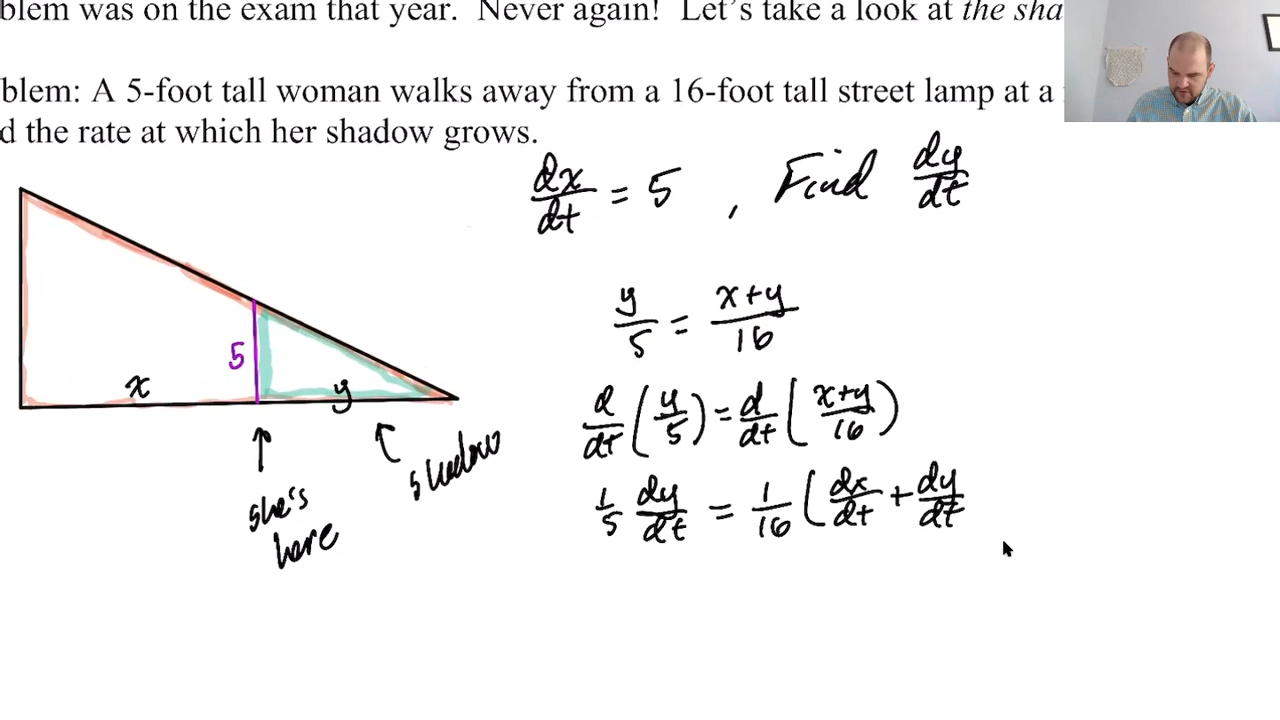 blem was on the exam that year. Never again! Let's take a look at the sha
blem: A 5-foot tall woman walks away from a 16-foot tall street lamp at a
d the rate at which her shadow grows.
dx/dt = 5 , Find dy/dt
y/5 = x+y/16
d/dt (y/5) = d/dt (x+y/16)
1/5 dy/dt = 1/16 (dx/dt + dy/dt
5
x
y
she's
here
shadow